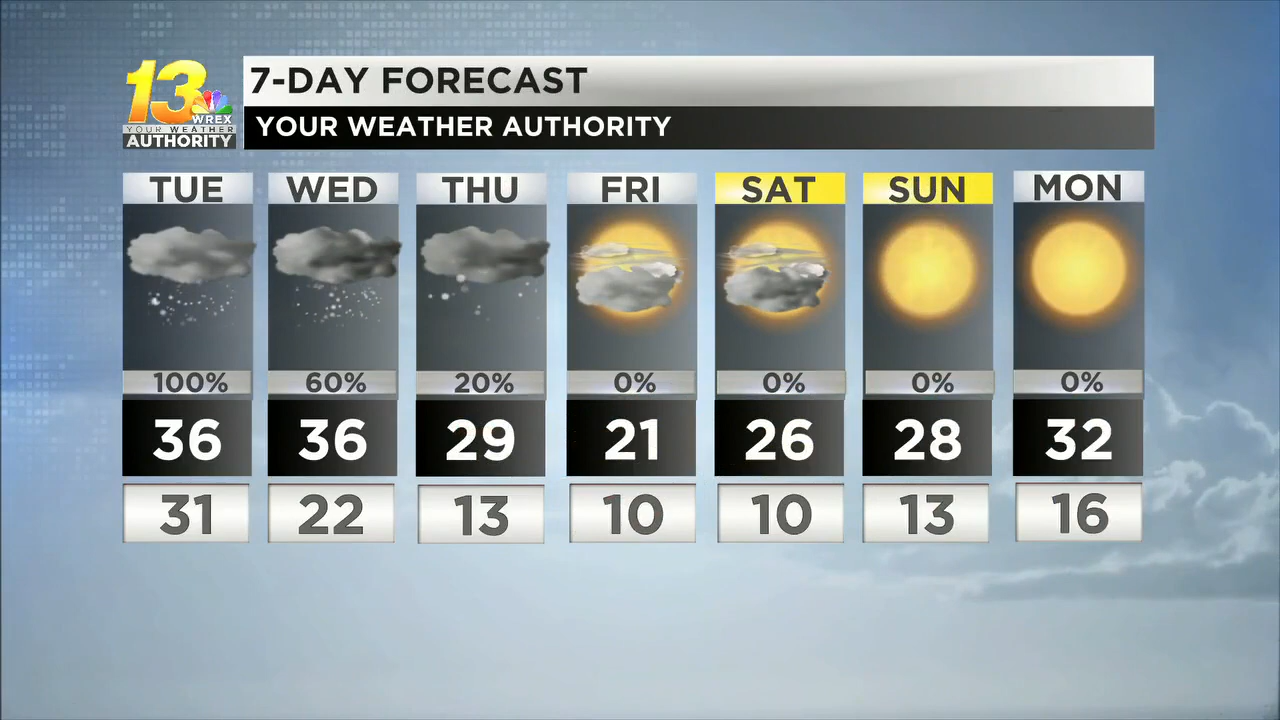 13
WREX
YOUR WEATHER
AUTHORITY
7-DAY FORECAST
YOUR WEATHER AUTHORITY
TUE WED THU FRI SAT SUN MON
100% 60% 20% 0% 0% 0% 0%
36 36 29 21 26 28 32
31 22 13 10 10 13 16